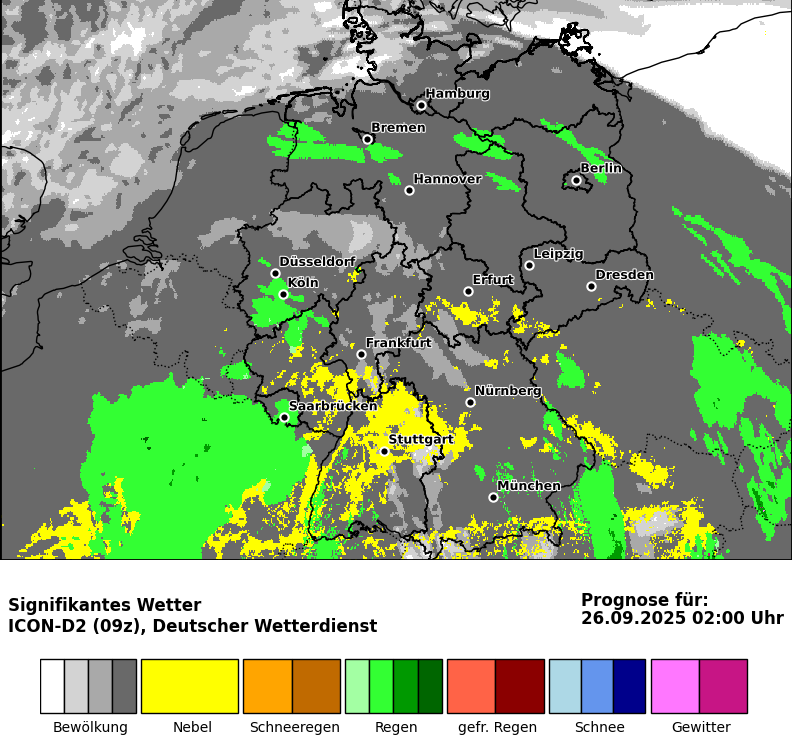 Hamburg
Bremen
Berlin
Hannover
Leipzig
Düsseldorf
Dresden
Köln
Erfurt
Frankfurt
Nürnberg
Saarbrücken
Stuttgart
München
Signifikantes Wetter
ICON-D2 (09z), Deutscher Wetterdienst
Prognose für:
26.09.2025 02:00 Uhr
Bewölkung Nebel Schneeregen Regen gefr. Regen Schnee Gewitter